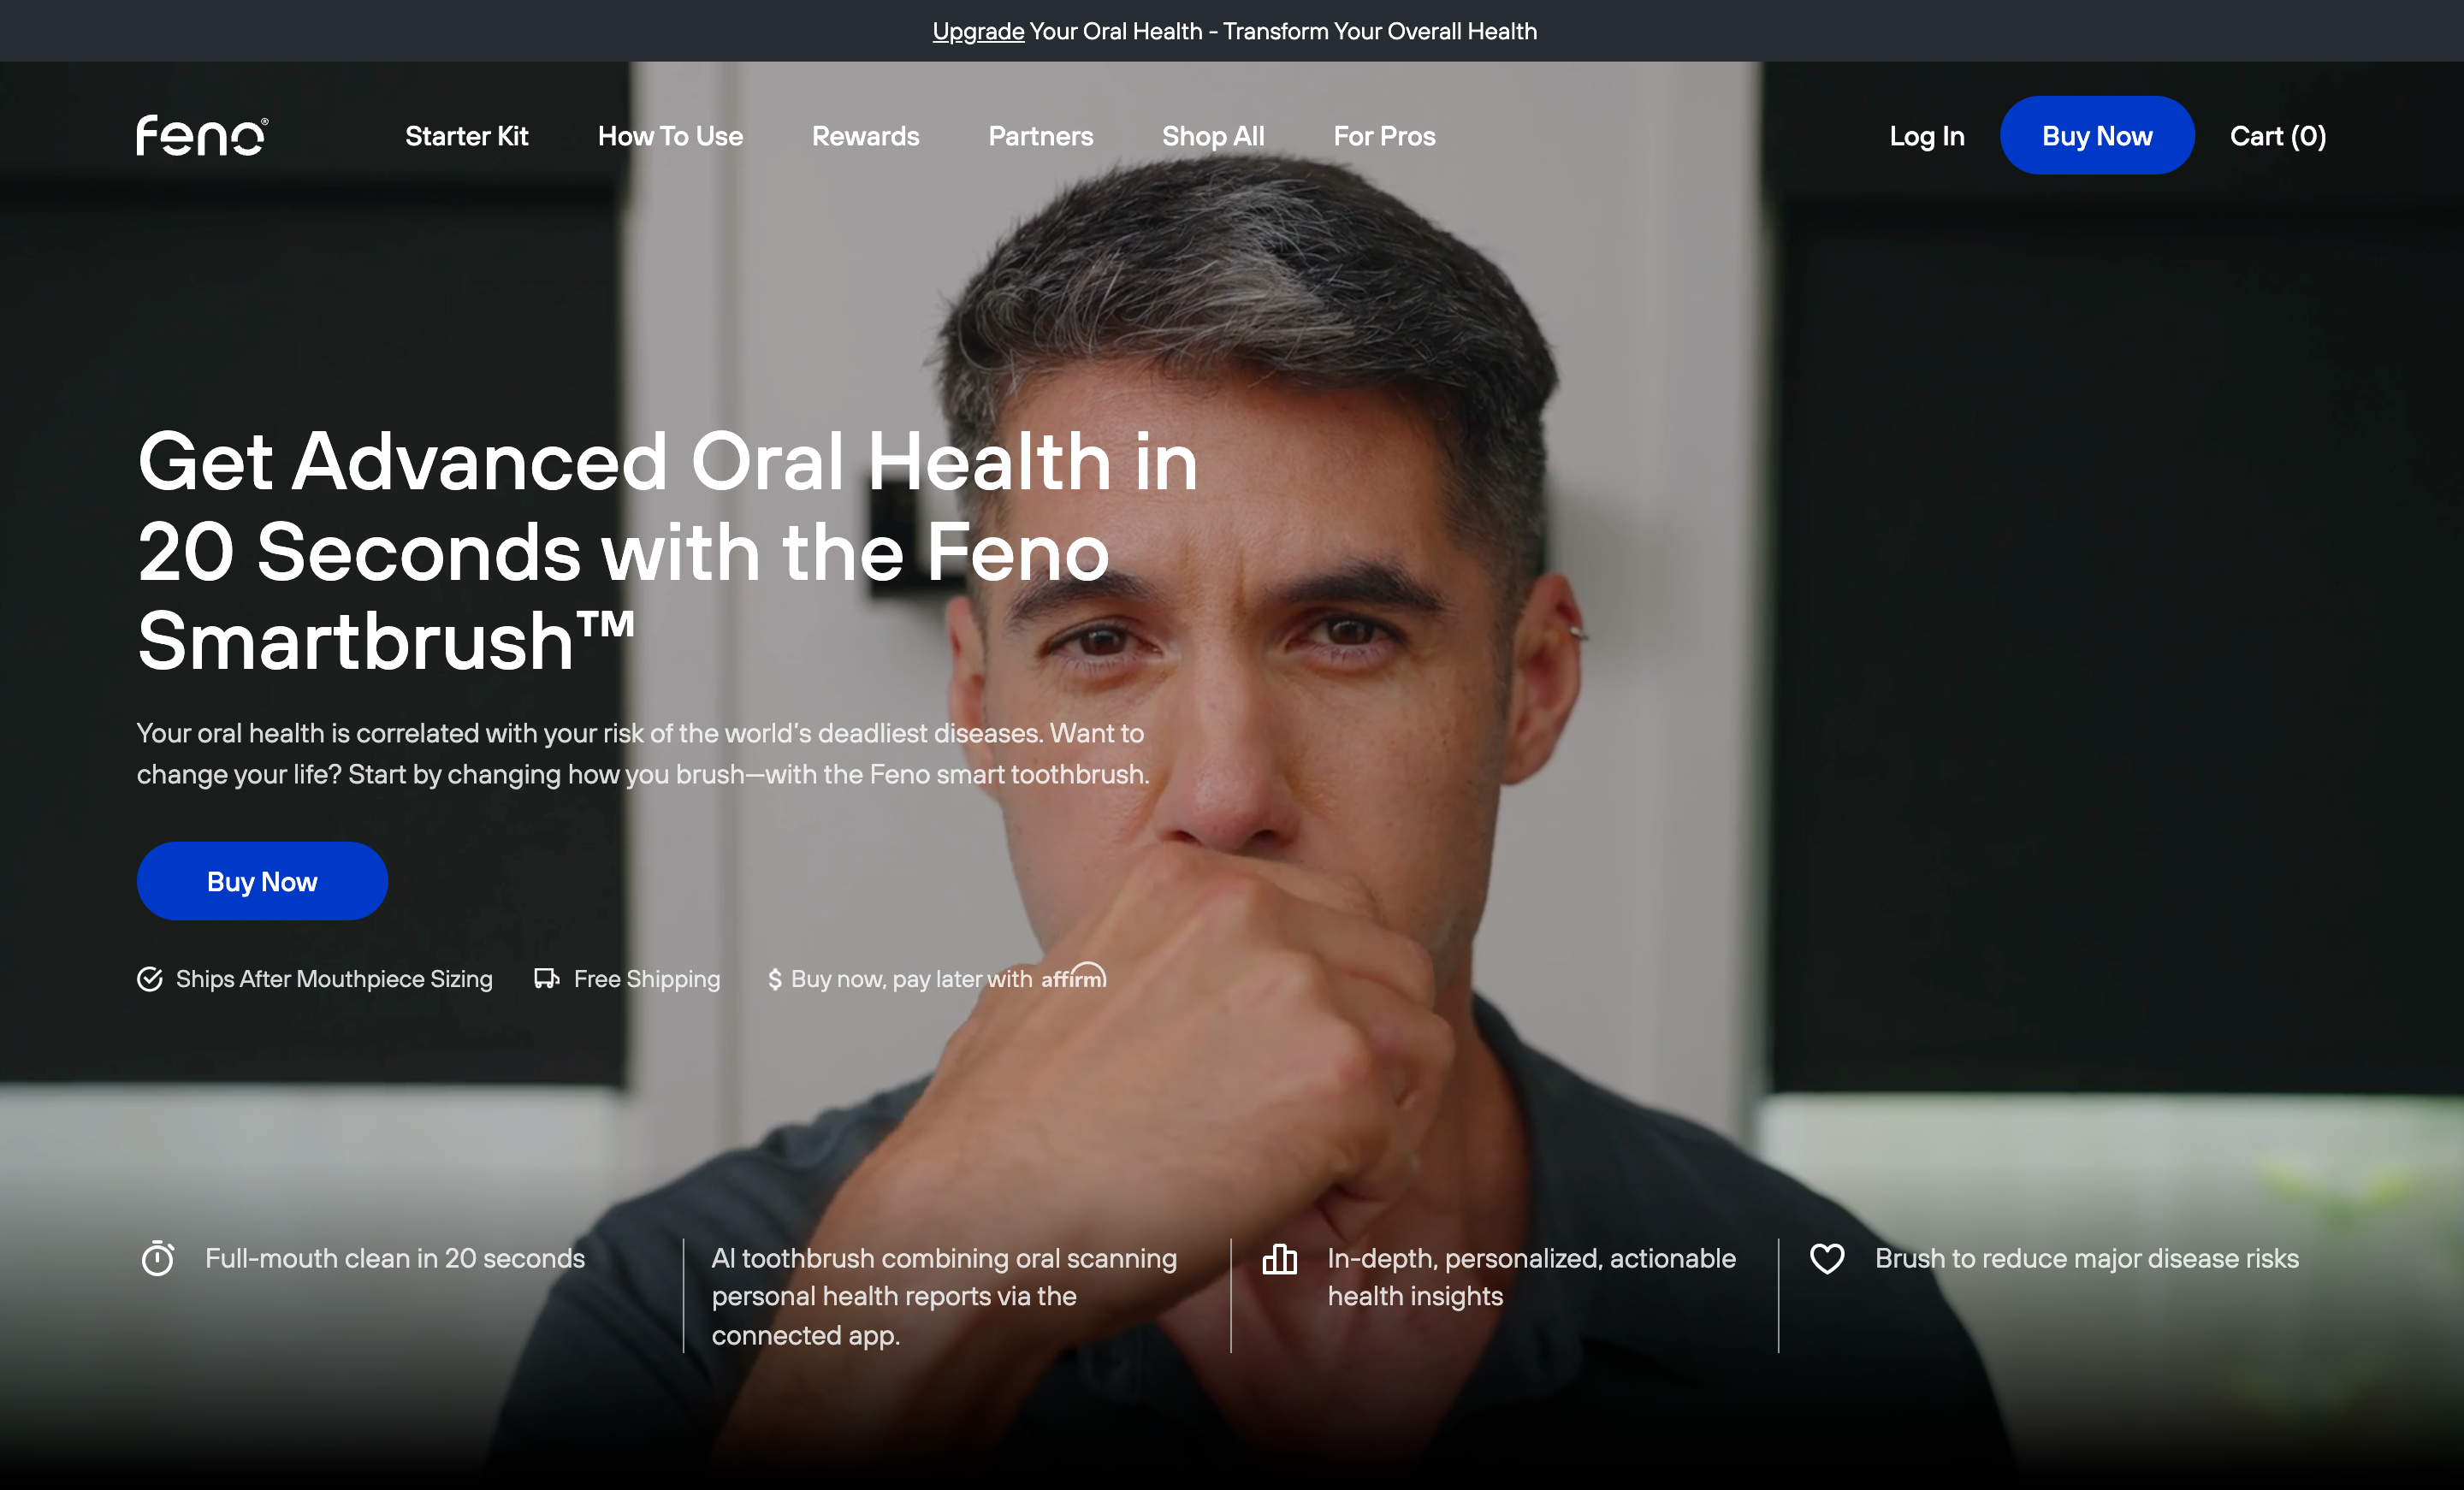 Upgrade Your Oral Health - Transform Your Overall Health
feno®
Starter Kit
How To Use
Rewards
Partners
Shop All
For Pros
Log In
Buy Now
Cart (0)
Get Advanced Oral Health in
20 Seconds with the Feno
Smartbrush™
Your oral health is correlated with your risk of the world’s deadliest diseases. Want to
change your life? Start by changing how you brush—with the Feno smart toothbrush.
Buy Now
Ships After Mouthpiece Sizing
Free Shipping
$ Buy now, pay later with affirm
Full-mouth clean in 20 seconds
AI toothbrush combining oral scanning
personal health reports via the
connected app.
In-depth, personalized, actionable
health insights
Brush to reduce major disease risks